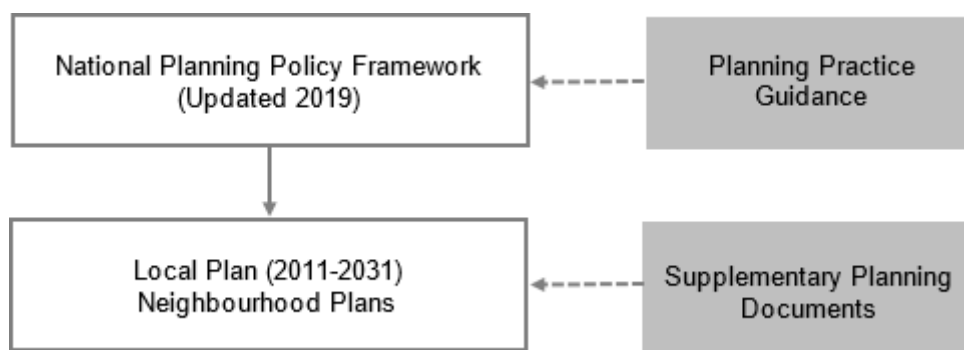 National Planning Policy Framework
(Updated 2019)
Planning Practice
Guidance
Local Plan (2011-2031)
Neighbourhood Plans
Supplementary Planning
Documents